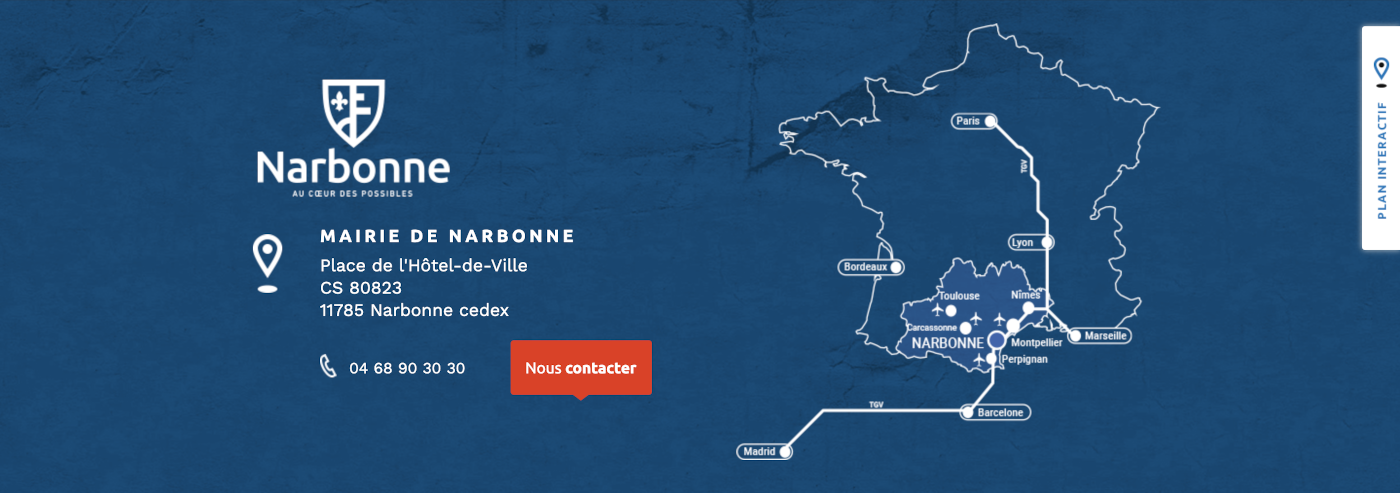 Narbonne
AU CŒUR DES POSSIBLES
MAIRIE DE NARBONNE
Place de l'Hôtel-de-Ville
CS 80823
11785 Narbonne cedex
04 68 90 30 30
Nous contacter
Paris
TGV
Lyon
Bordeaux
Toulouse
Nîmes
Carcassonne
NARBONNE
Montpellier
Marseille
Perpignan
TGV
Barcelone
Madrid
PLAN INTERACTIF